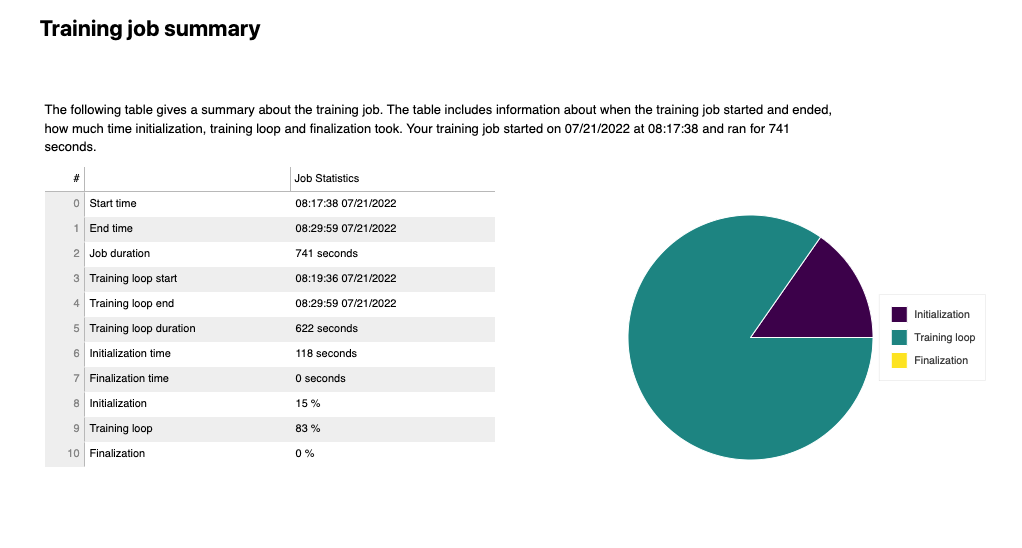 Training job summary
The following table gives a summary about the training job. The table includes information about when the training job started and ended,
how much time initialization, training loop and finalization took. Your training job started on 07/21/2022 at 08:17:38 and ran for 741
seconds.
# Job Statistics
0 Start time 08:17:38 07/21/2022
1 End time 08:29:59 07/21/2022
2 Job duration 741 seconds
3 Training loop start 08:19:36 07/21/2022
4 Training loop end 08:29:59 07/21/2022
5 Training loop duration 622 seconds
6 Initialization time 118 seconds
7 Finalization time 0 seconds
8 Initialization 15 %
9 Training loop 83 %
10 Finalization 0 %
Initialization
Training loop
Finalization